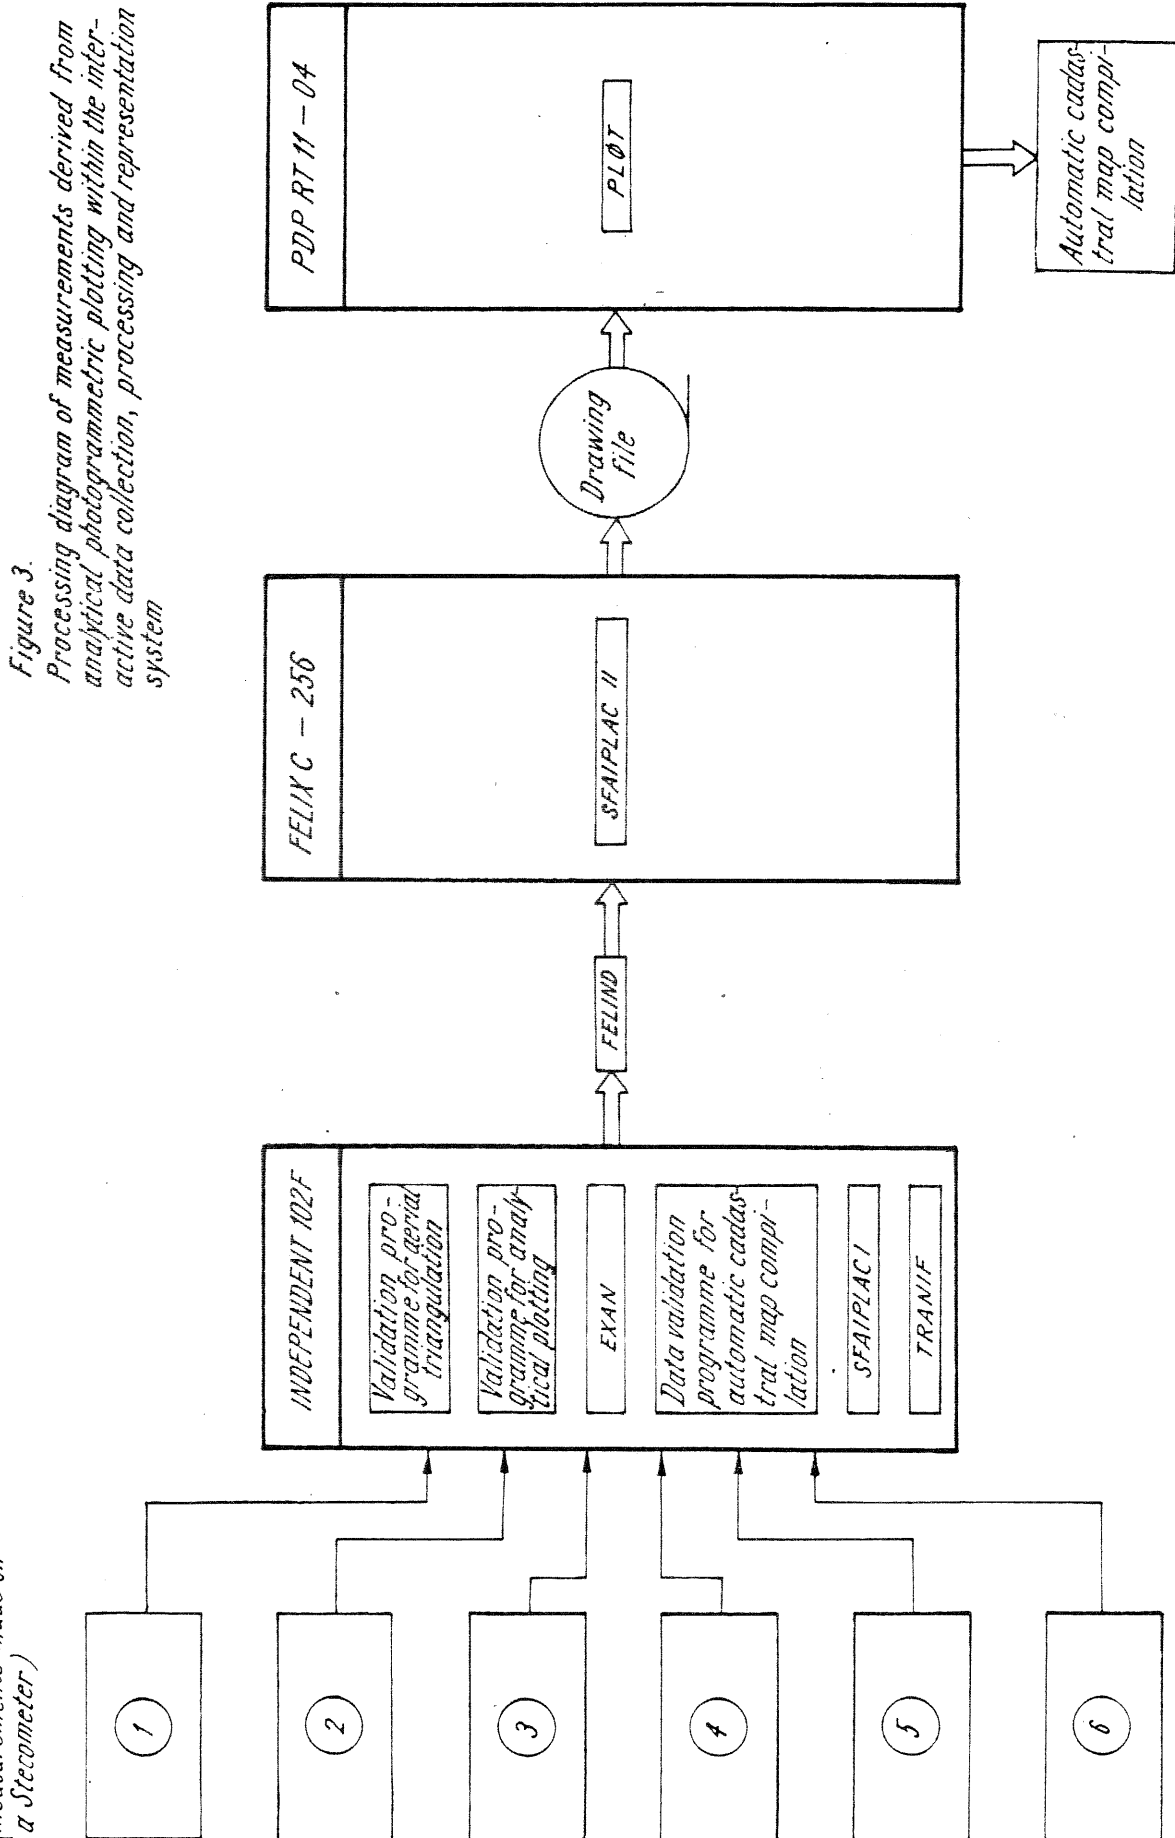 Figure 3.
Processing diagram of measurements derived from
analytical photogrammetric plotting within the inter-
active data collection, processing and representation
system
a Stecometer)
1
2
3
4
5
6
INDEPENDENT 102F
Validation pro-
gramme for aerial
triangulation
Validation pro-
gramme for analy
tical plotting
EXAN
Data validation
programme for
automatic cadas
tral map compi-
lation
SFAIPLAC I
TRANIF
FELIND
FELIX C - 256
SFAIPLAC II
Drawing
file
PDP RT 11 - 04
PLØT
Automatic cadas-
tral map compi-
lation